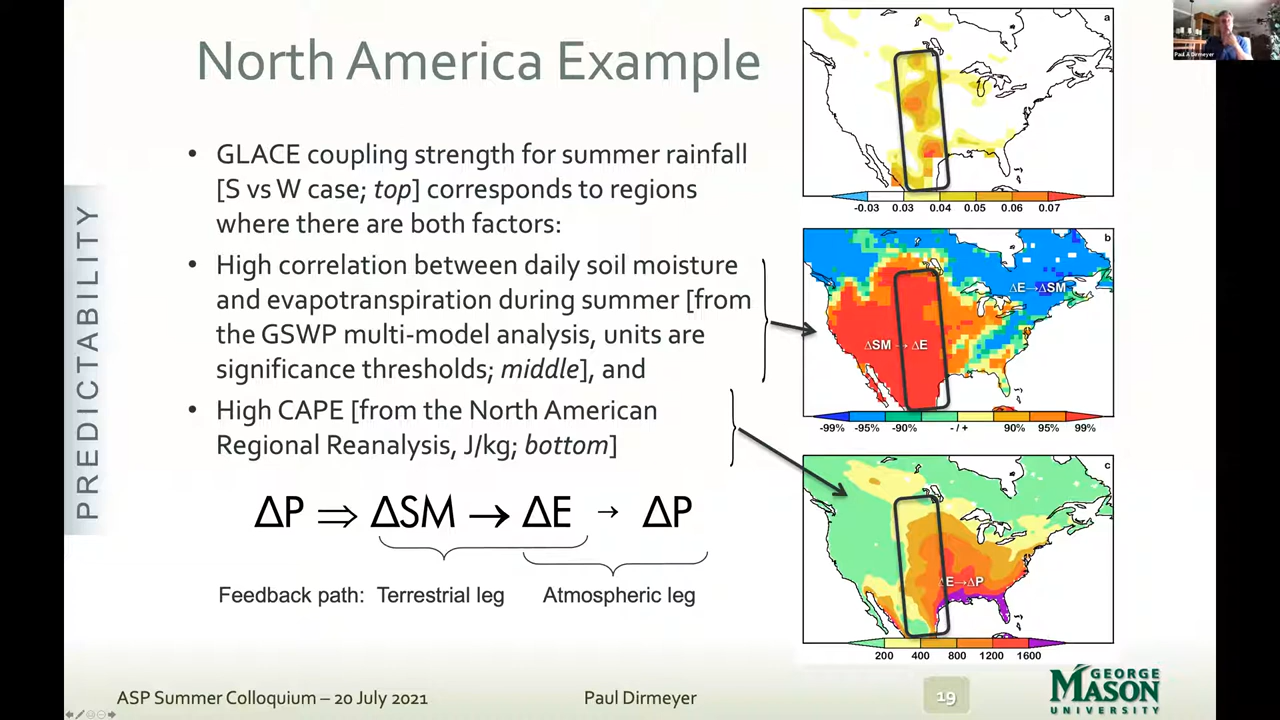 North America Example
• GLACE coupling strength for summer rainfall
[S vs W case; top] corresponds to regions
where there are both factors:
• High correlation between daily soil moisture
and evapotranspiration during summer [from
the GSWP multi-model analysis, units are
significance thresholds; middle], and
• High CAPE [from the North American
Regional Reanalysis, J/kg; bottom]
ΔP ⇒ ΔSM → ΔE → ΔP
Feedback path: Terrestrial leg Atmospheric leg
PREDICTABILITY
a
-0.03 0.03 0.04 0.05 0.06 0.07
b
ΔE→ΔSM
ΔSM → ΔE
-99% -95% -90% - / + 90% 95% 99%
c
ΔE→ΔP
200 400 800 1200 1600
Paul A Dirmeyer
ASP Summer Colloquium – 20 July 2021
Paul Dirmeyer
19
GEORGE
MASON
UNIVERSITY